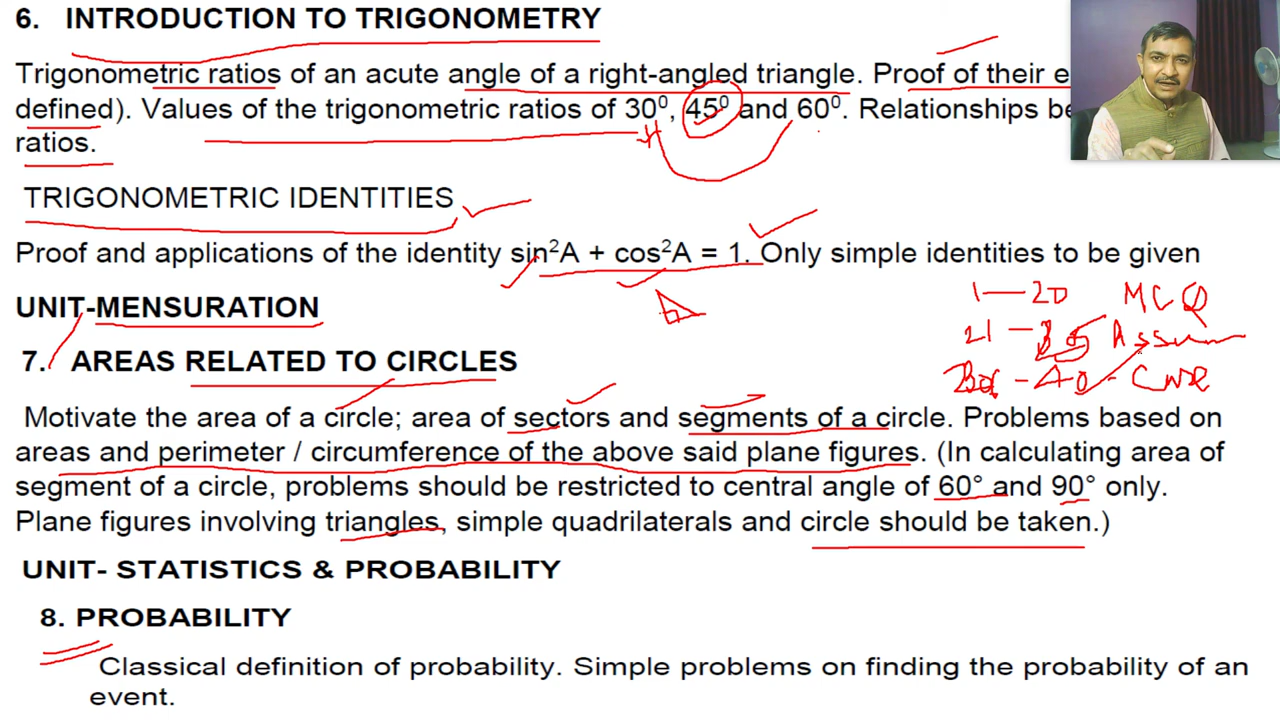 6. INTRODUCTION TO TRIGONOMETRY
Trigonometric ratios of an acute angle of a right-angled triangle. Proof of their e
defined). Values of the trigonometric ratios of 30⁰, 45⁰ and 60⁰. Relationships be
ratios.
TRIGONOMETRIC IDENTITIES
Proof and applications of the identity sin²A + cos²A = 1. Only simple identities to be given
UNIT-MENSURATION
1—20 MCQ
21 –
7. AREAS RELATED TO CIRCLES
– 40 –
Motivate the area of a circle; area of sectors and segments of a circle. Problems based on
areas and perimeter / circumference of the above said plane figures. (In calculating area of
segment of a circle, problems should be restricted to central angle of 60° and 90° only.
Plane figures involving triangles, simple quadrilaterals and circle should be taken.)
UNIT- STATISTICS & PROBABILITY
8. PROBABILITY
Classical definition of probability. Simple problems on finding the probability of an
event.